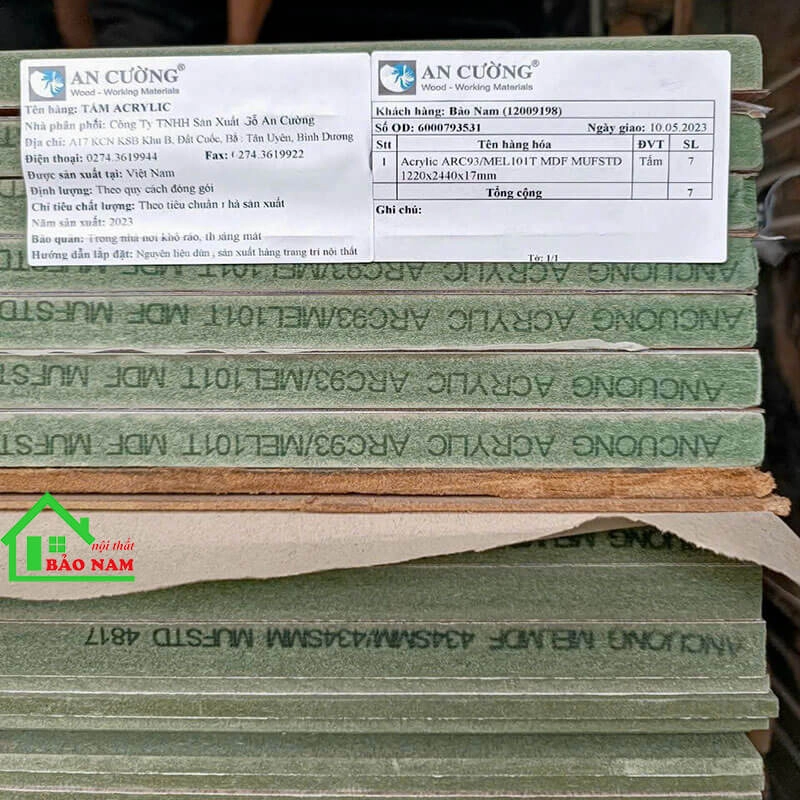 AN CƯỜNG®
Wood - Working Materials
Tên hàng: TẤM ACRYLIC
Nhà phân phối: Công Ty TNHH Sản Xuất Gỗ An Cường
Địa chỉ: A17 KCN KSB Khu B, Đất Cuốc, Bắ Tân Uyên, Bình Dương
Điện thoại: 0274.3619944 Fax: 0274.3619922
Được sản xuất tại: Việt Nam
Định lượng: Theo quy cách đóng gói
Chỉ tiêu chất lượng: Theo tiêu chuẩn nhà sản xuất
Năm sản xuất: 2023
Bảo quản: Trong nhà nơi khô ráo, thoáng mát
Hướng dẫn lắp đặt: Nguyên liệu dùn , sản xuất hàng trang trí nội thất
AN CƯỜNG®
Wood - Working Materials
Khách hàng: Bảo Nam (12009198)
Số OD: 6000793531 Ngày giao: 10.05.2023
Stt Tên hàng hóa ĐVT SL
1 Acrylic ARC93/MEL101T MDF MUFSTD Tấm 7
1220x2440x17mm
Tổng cộng 7
Ghi chú:
Tờ: 1/1
ANCUONG ACRYLIC ARC93/MEL101T MDF MUFSTD
ANCUONG ACRYLIC ARC93/MEL101T MDF MUFSTD
ANCUONG ACRYLIC ARC93/MEL101T MDF MUFSTD
ANCUONG ACRYLIC ARC93/MEL101T MDF MUFSTD
nội thất
BẢO NAM
ANCUONG MELMDF 434SMM/434SMM MUFSTD 4817